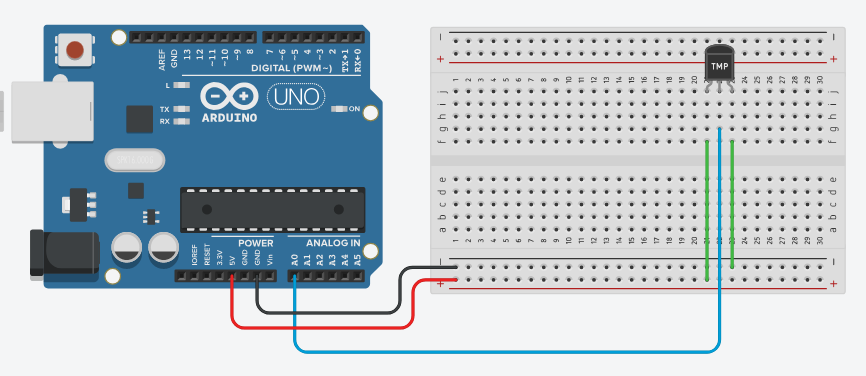 AREF
GND
13
12
~11
~10
~9
8
7
~6
~5
4
~3
2
TX→1
RX←0
DIGITAL (PWM~)
L
TX
RX
UNO
ARDUINO
ON
POWER
ANALOG IN
IOREF
RESET
3.3V
5V
GND
GND
Vin
A0
A1
A2
A3
A4
A5
TMP
− −
+ +
1 2 3 4 5 6 7 8 9 10 11 12 13 14 15 16 17 18 19 20 21 22 23 24 25 26 27 28 29 30
j j
i i
h h
g g
f f
e e
d d
c c
b b
a a
1 2 3 4 5 6 7 8 9 10 11 12 13 14 15 16 17 18 19 20 21 22 23 24 25 26 27 28 29 30
− −
+ +